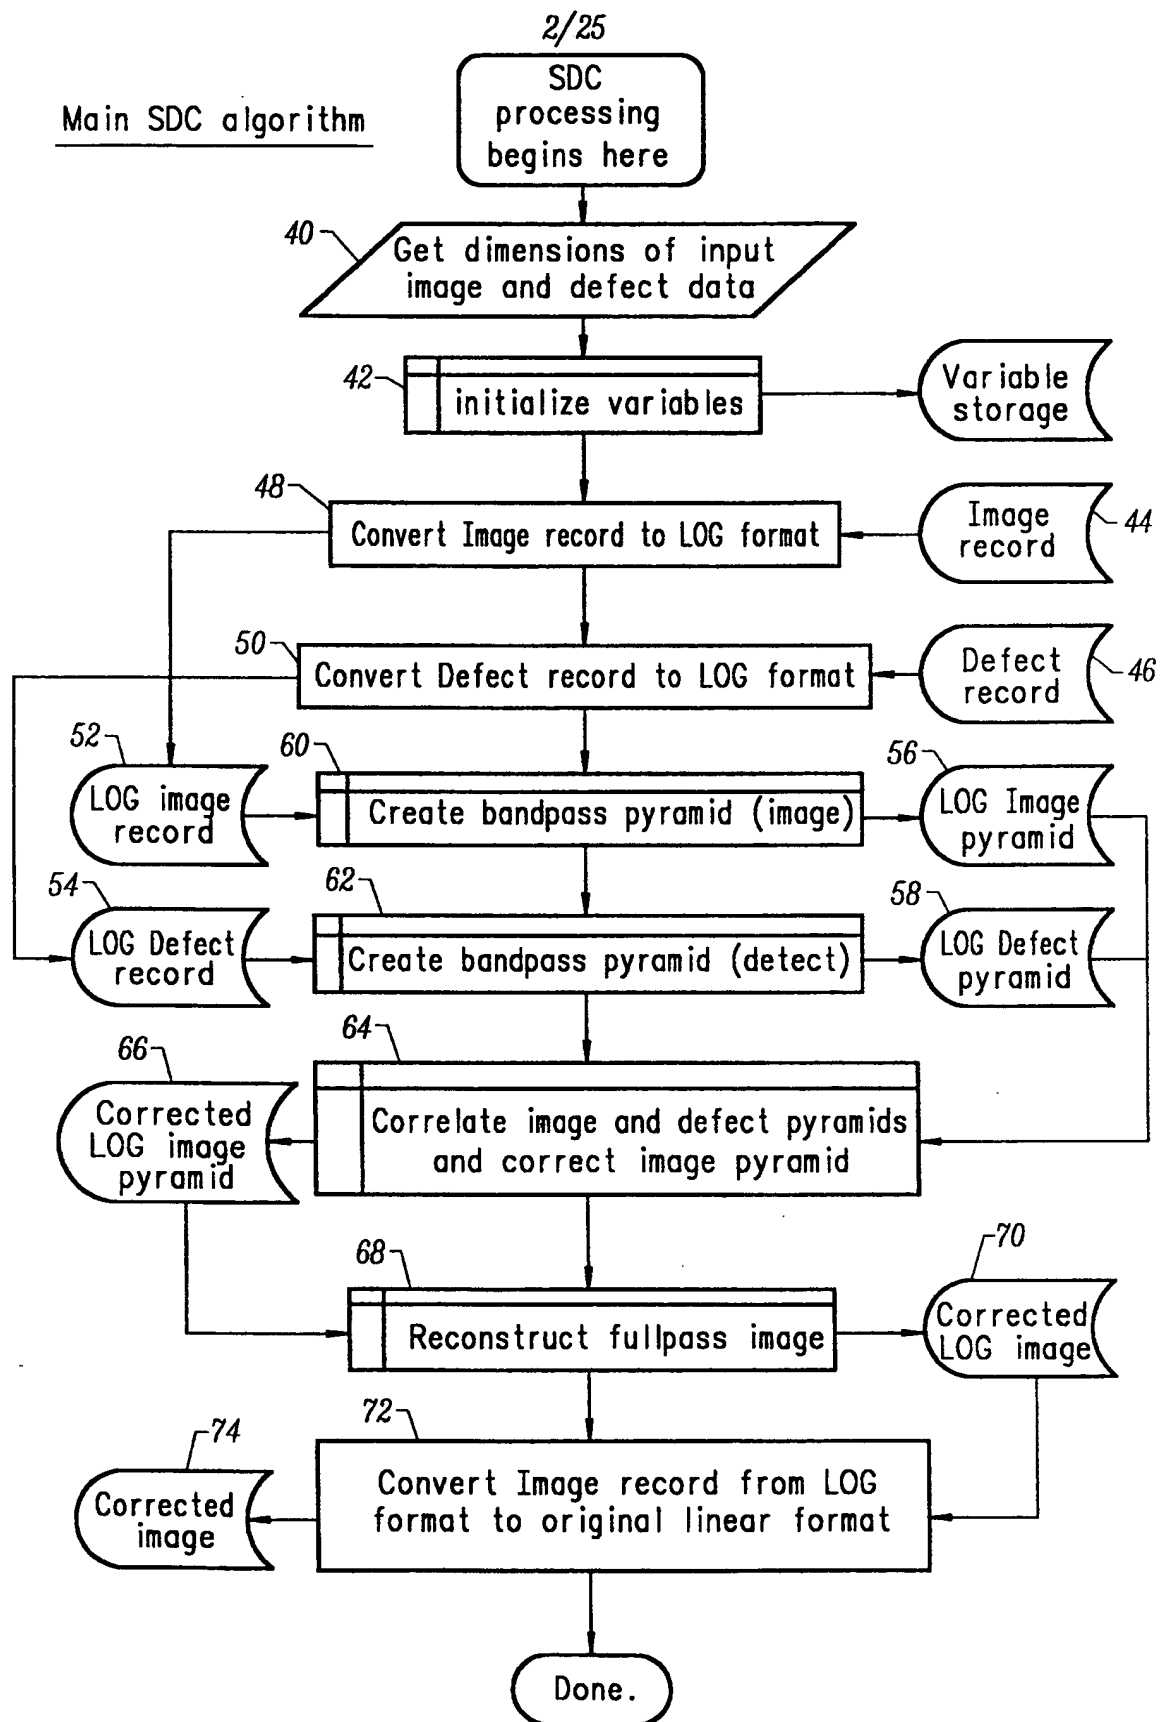 2/25
Main SDC algorithm
SDC
processing
begins here
40
Get dimensions of input
image and defect data
42
initialize variables
Variable
storage
48
Convert Image record to LOG format
Image
record
44
50
Convert Defect record to LOG format
Defect
record
46
52
LOG image
record
60
Create bandpass pyramid (image)
56
LOG Image
pyramid
54
LOG Defect
record
62
Create bandpass pyramid (detect)
58
LOG Defect
pyramid
64
Correlate image and defect pyramids
and correct image pyramid
66
Corrected
LOG image
pyramid
68
Reconstruct fullpass image
70
Corrected
LOG image
72
Convert Image record from LOG
format to original linear format
74
Corrected
image
Done.